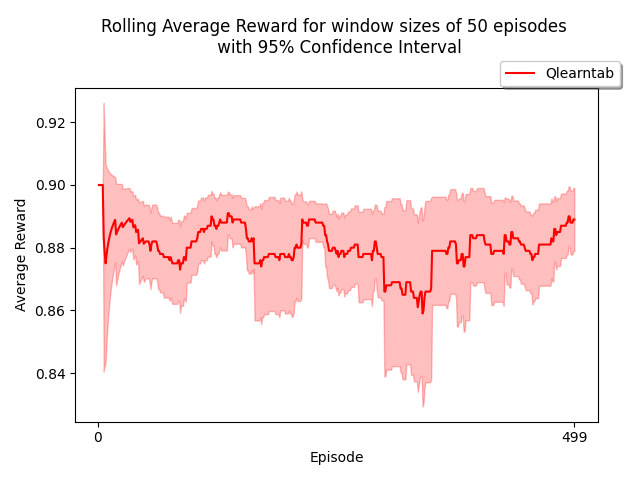 Rolling Average Reward for window sizes of 50 episodes
with 95% Confidence Interval
Qlearntab
0.92
0.90
0.88
0.86
0.84
Average Reward
0
499
Episode